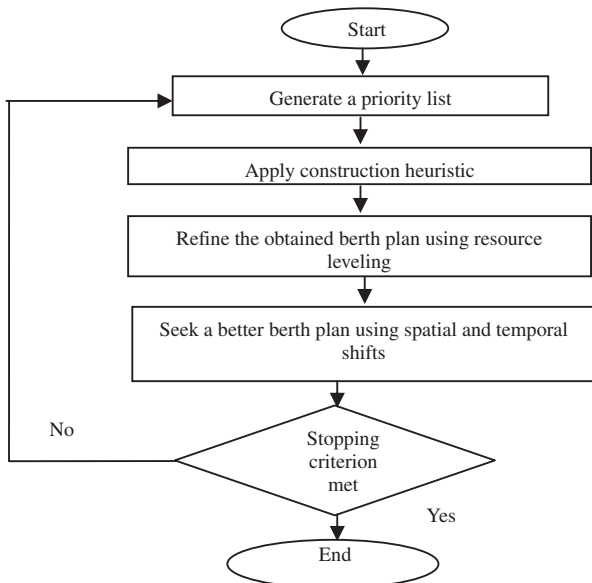 Start
Generate a priority list
Apply construction heuristic
Refine the obtained berth plan using resource
leveling
Seek a better berth plan using spatial and temporal
shifts
No
Stopping
criterion
met
Yes
End